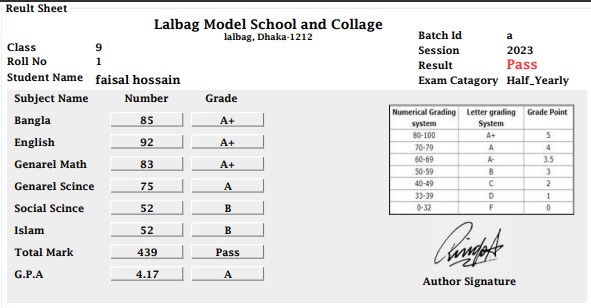 Reult Sheet
Lalbag Model School and Collage
lalbag, Dhaka-1212
Batch Id a
Class 9
Session 2023
Roll No 1
Result Pass
Student Name faisal hossain
Exam Catagory Half_Yearly
Subject Name Number Grade
Bangla 85 A+
English 92 A+
Genarel Math 83 A+
Genarel Scince 75 A
Social Scince 52 B
Islam 52 B
Total Mark 439 Pass
G.P.A 4.17 A
Numerical Grading system Letter grading System Grade Point
80-100 A+ 5
70-79 A 4
60-69 A- 3.5
50-59 B 3
40-49 C 2
33-39 D 1
0-32 F 0
Author Signature